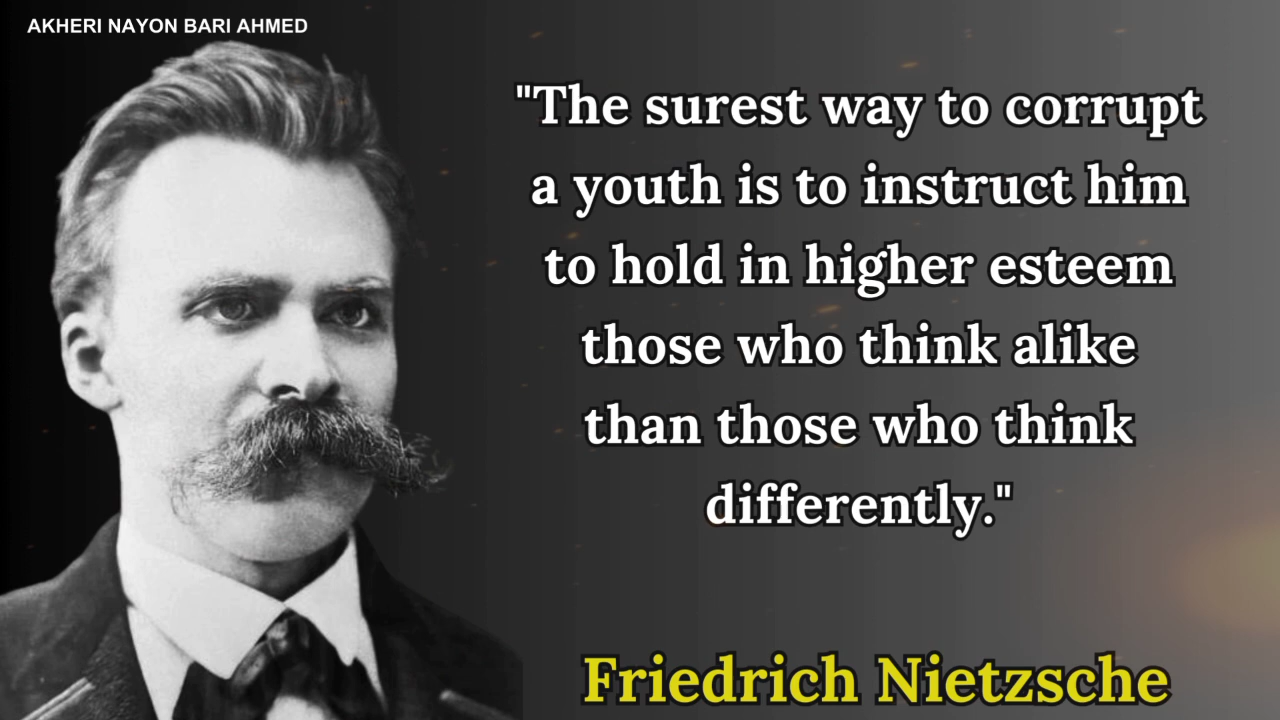 AKHERI NAYON BARI AHMED
"The surest way to corrupt
a youth is to instruct him
to hold in higher esteem
those who think alike
than those who think
differently."
Friedrich Nietzsche